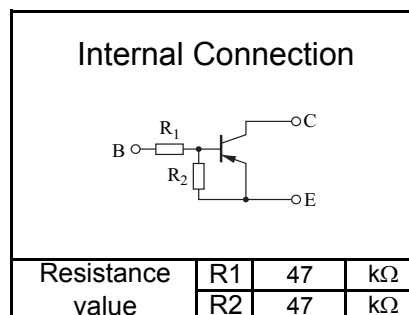 Internal Connection
C
R1
B
R2
E
Resistance value R1 47 kΩ
R2 47 kΩ